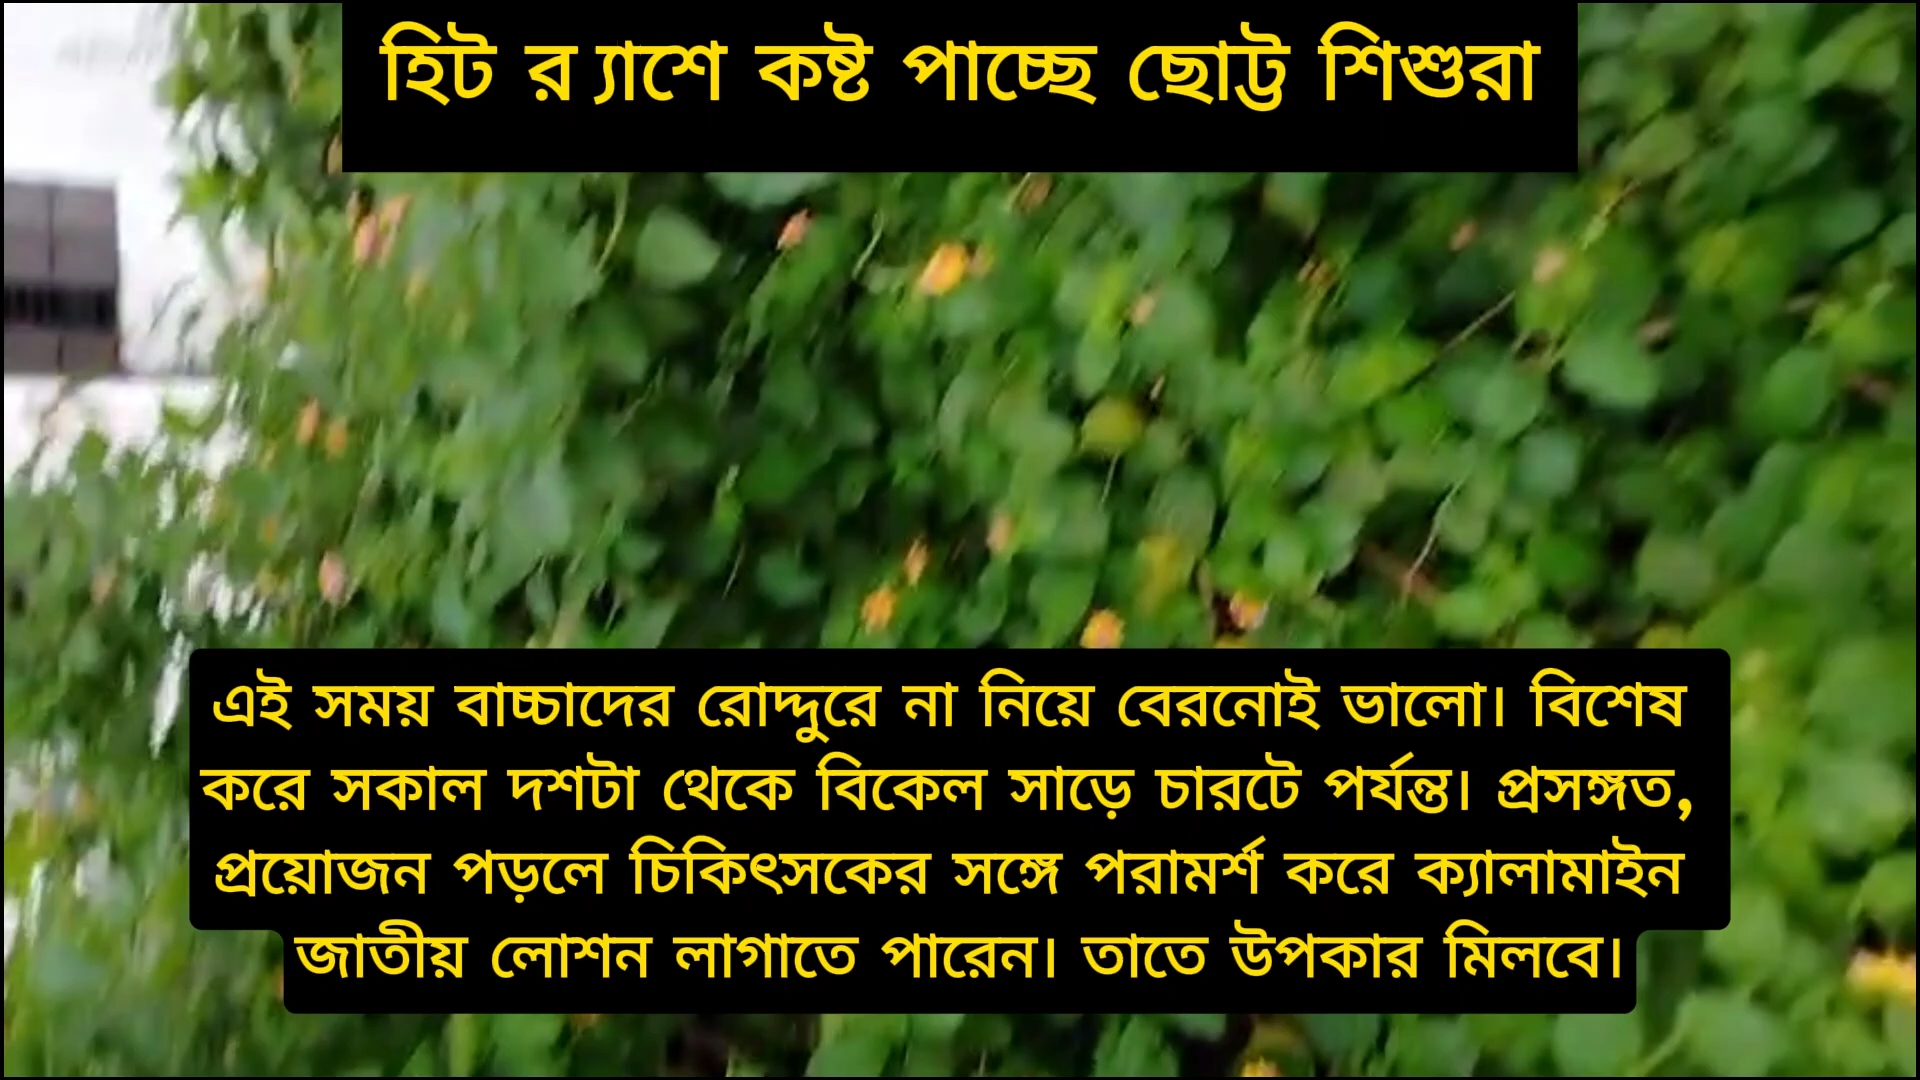 হিট র‍্যাশে কষ্ট পাচ্ছে ছোট্ট শিশুরা
এই সময় বাচ্চাদের রোদ্দুরে না নিয়ে বেরনোই ভালো। বিশেষ
করে সকাল দশটা থেকে বিকেল সাড়ে চারটে পর্যন্ত। প্রসঙ্গত,
প্রয়োজন পড়লে চিকিৎসকের সঙ্গে পরামর্শ করে ক্যালামাইন
জাতীয় লোশন লাগাতে পারেন। তাতে উপকার মিলবে।